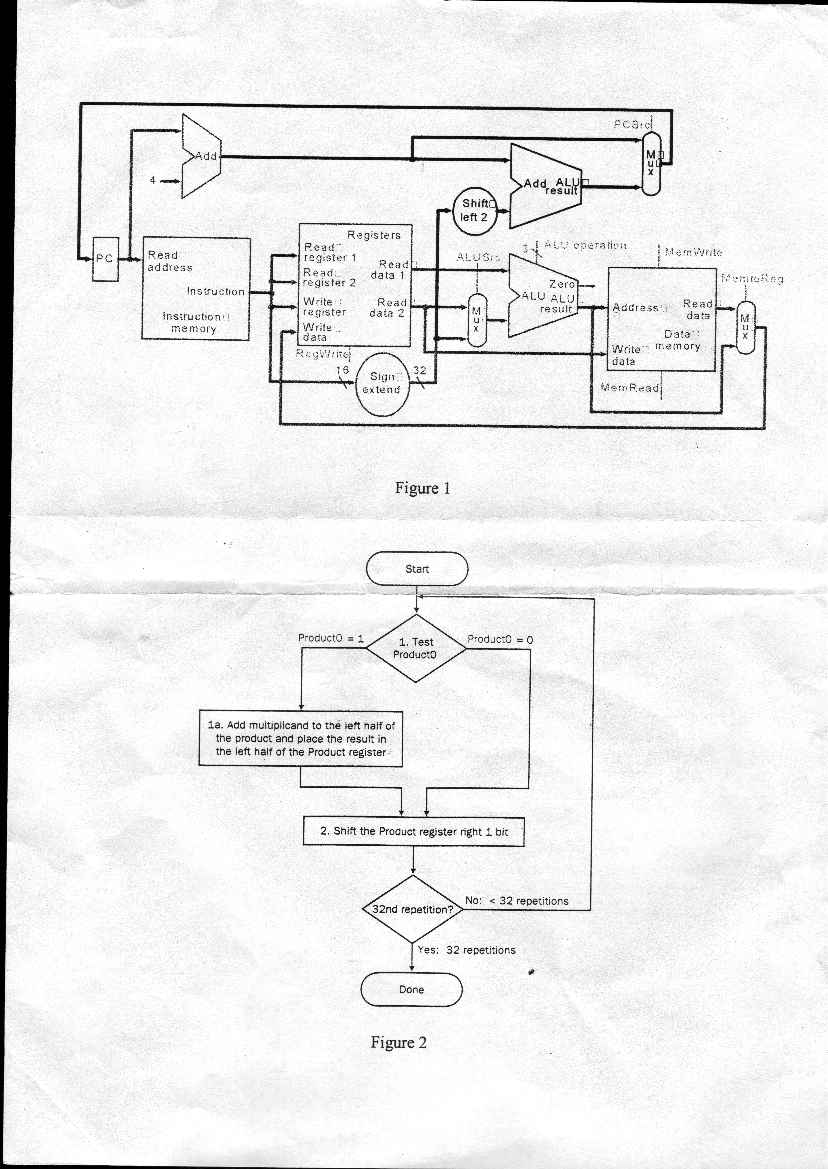 PCSrc
Add
M
u
x
4
Add ALU
result
Shift
left 2
Registers
Read
register 1
Read
register 2
Write
register
Write
data
Read
data 1
Read
data 2
RegWrite
PC
Read
address
Instruction
Instruction
memory
ALUSrc
M
u
x
3
ALU operation
Zero
ALU ALU
result
MemWrite
MemtoReg
Address
Read
data
Data
memory
Write
data
M
u
x
MemRead
16
Sign
extend
32
Figure 1
Start
Product0 = 1
1. Test
Product0
Product0 = 0
1a. Add multiplicand to the left half of
the product and place the result in
the left half of the Product register
2. Shift the Product register right 1 bit
32nd repetition?
No: < 32 repetitions
Yes: 32 repetitions
Done
Figure 2